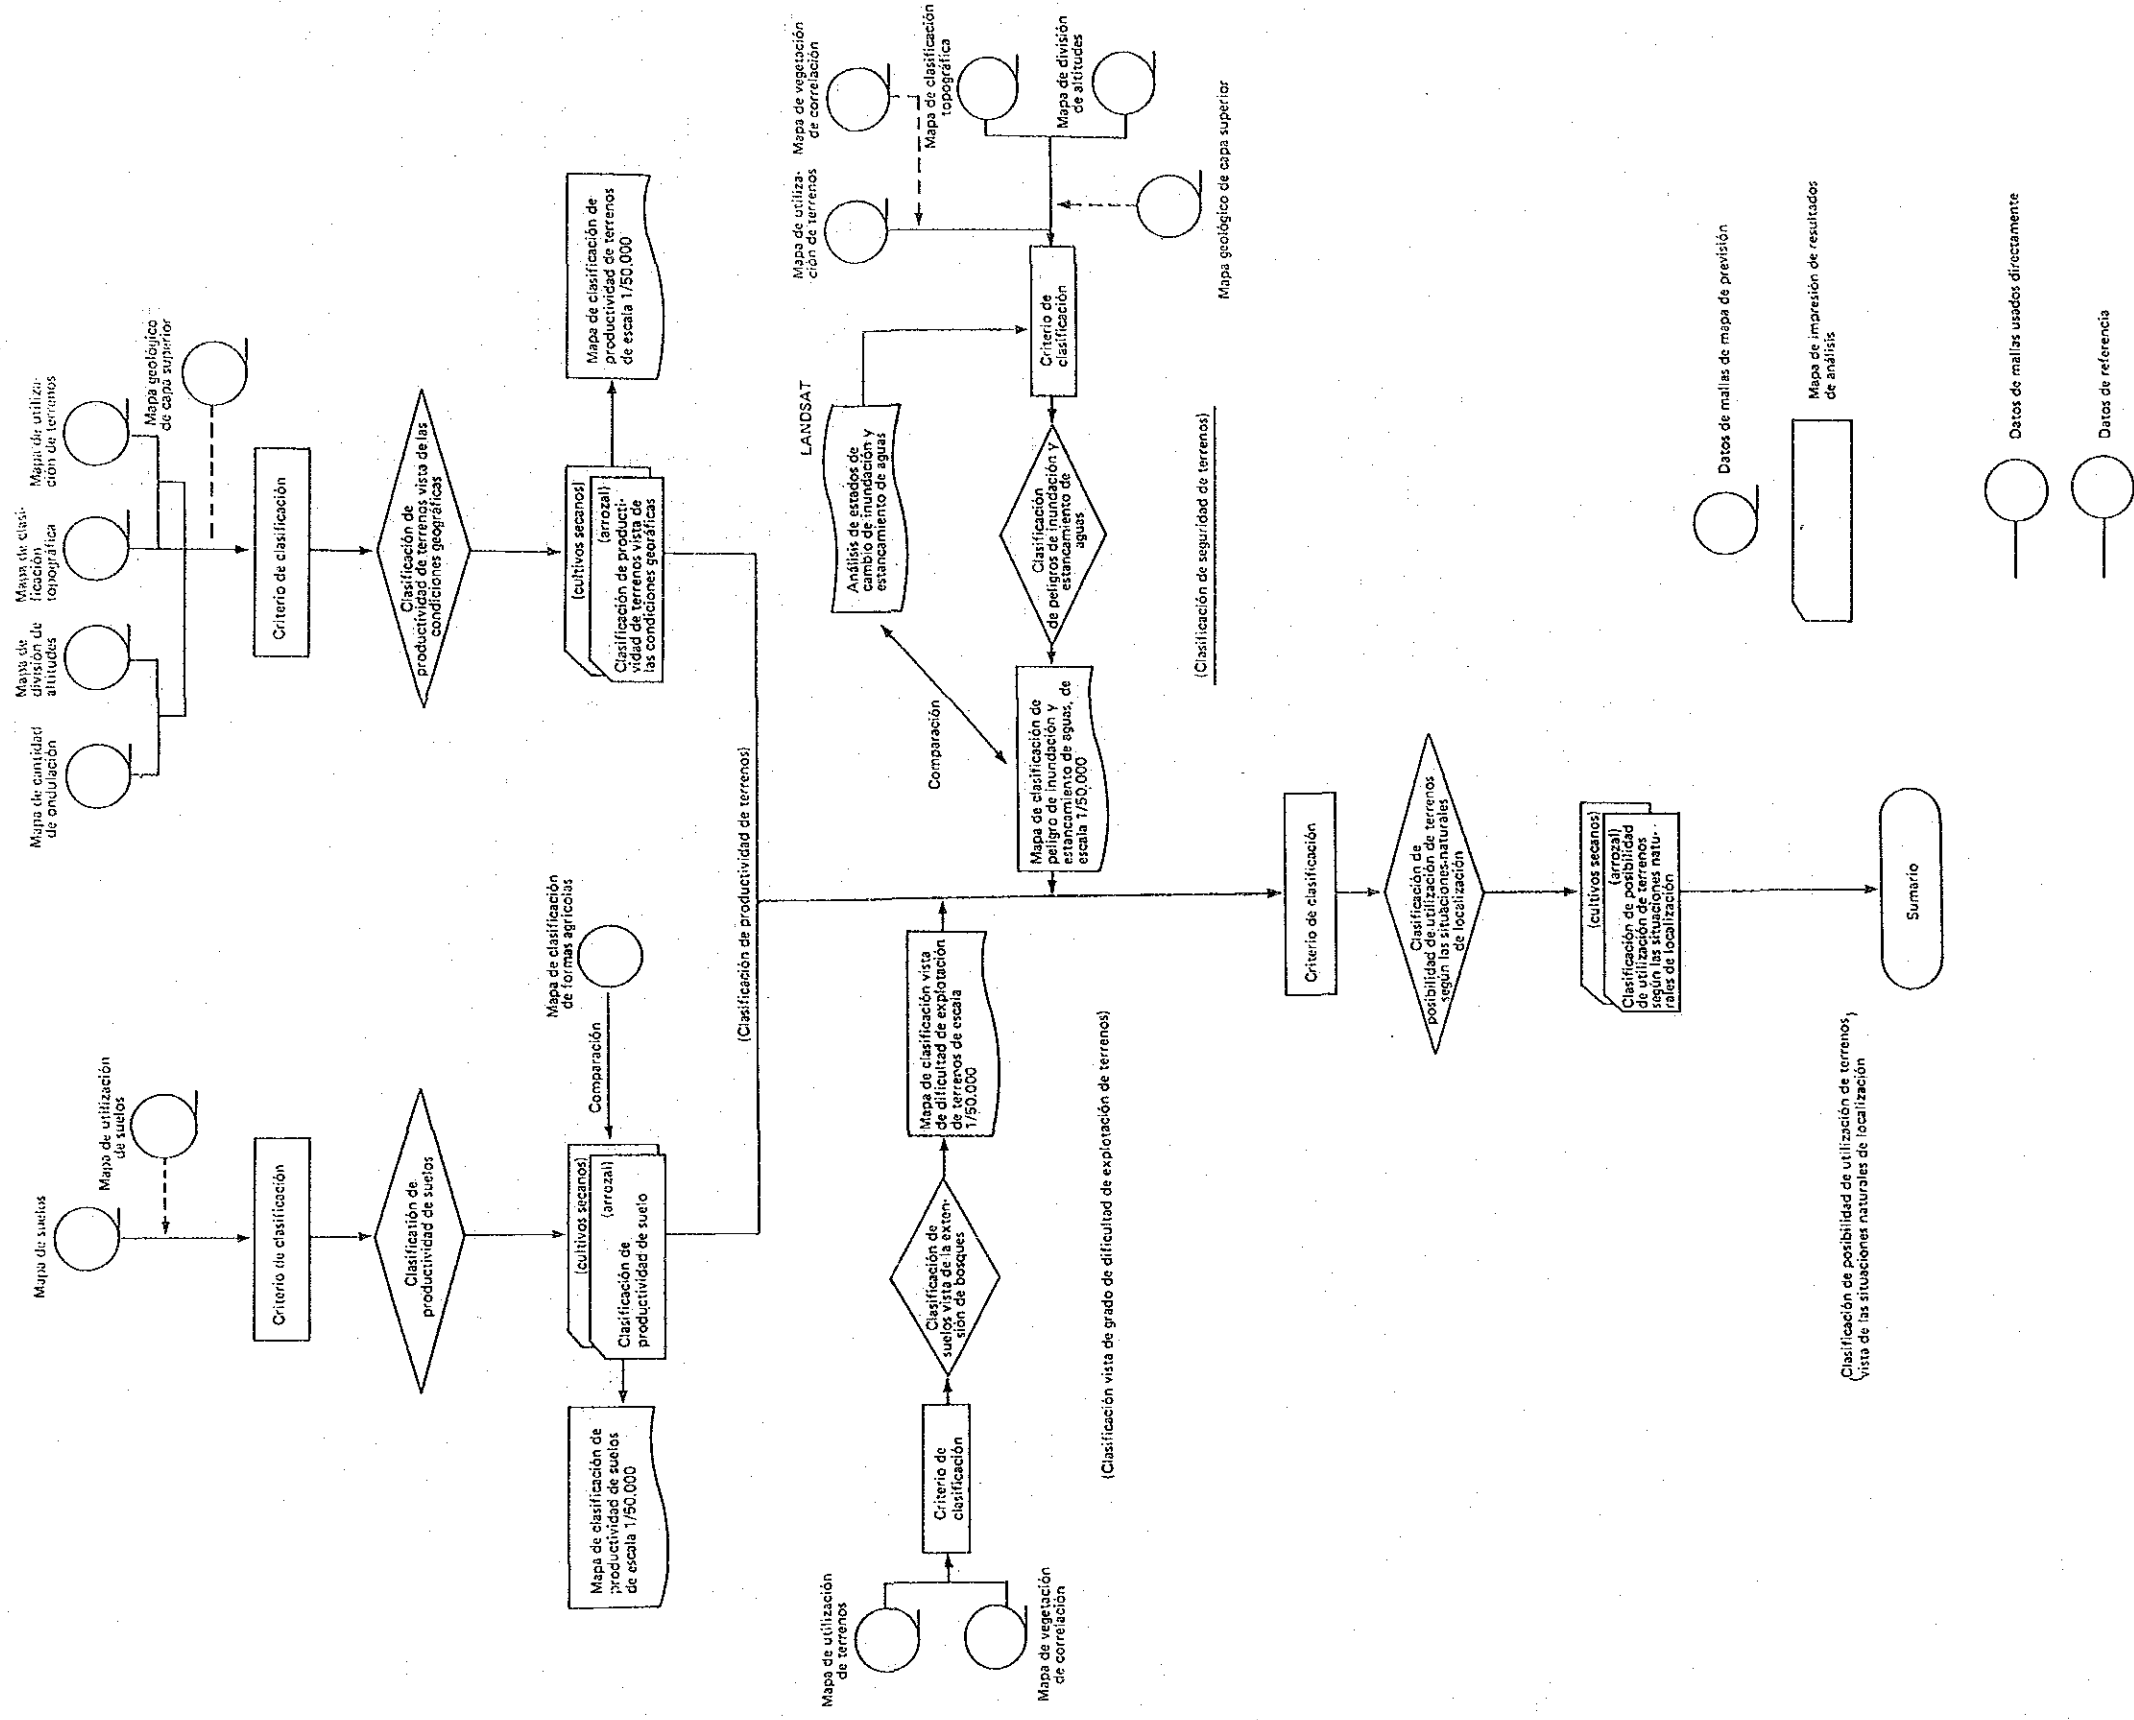 Mapa de suelos
Mapa de utilización
de suelos
Criterio de clasificación
Clasificatión de
productividad de suelos
(cultivos secanos)
(arrozal)
Clasificación de
productividad de suelo
Mapa de clasificación de
productividad de suelos
de escala 1/50.000
Comparación
Mapa de clasificación
de formas agrícolas
Mapa de cantidad
de ondulación
Mapa de
división de
altitudes
Mapa de clasi-
ficación
topográfica
Mapa de utiliza-
ción de terrenos
Mapa geológico
de capa superior
Criterio de clasificación
Clasificación de
productividad de terrenos vista de las
condiciones geográficas
(cultivos secanos)
(arrozal)
Clasificación de producti-
vidad de terrenos vista de
las condiciones georáficas
Mapa de clasificación de
productividad de terrenos
de escala 1/50.000
(Clasificación de productividad de terrenos)
Mapa de utilización
de terrenos
Mapa de vegetación
de correlación
Criterio de
clasificación
Clasificación de
suelos vista de la exten-
sión de bosques
Mapa de clasificación vista
de dificultad de explotación
de terrenos de escala
1/50.000
(Clasificación vista de grado de dificultad de explotación de terrenos)
Mapa de utiliza-
ción de terrenos
Mapa de vegetación
de correlación
Mapa de clasificación
topográfica
Mapa de división
de altitudes
Mapa geológico de capa superior
LANDSAT
Análisis de estados de
cambio de inundación y
estancamiento de aguas
Criterio de
clasificación
Clasificación
de peligros de inundación y
estancamiento de
aguas
Comparación
Mapa de clasificación de
peligro de inundación y
estancamiento de aguas, de
escala 1/50.000
(Clasificación de seguridad de terrenos)
Criterio de clasificación
Clasificación de
posibilidad de utilización de terrenos
según las situaciones naturales
de localización
(cultivos secanos)
(arrozal)
Clasificación de posibilidad
de utilización de terrenos
según las situaciones natu-
rales de localización
Sumario
(Clasificación de posibilidad de utilización de terrenos,
vista de las situaciones naturales de localización)
Datos de mallas de mapa de previsión
Mapa de impresión de resultados
de análisis
Datos de mallas usados directamente
Datos de referencia